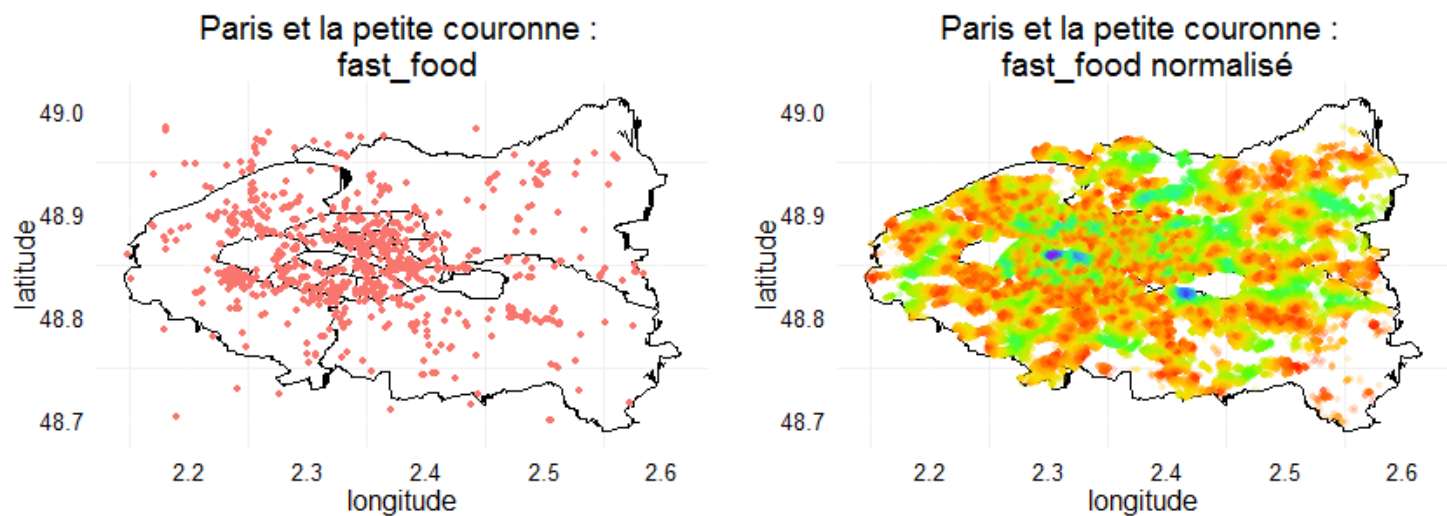 Paris et la petite couronne :
fast_food
49.0
48.9
48.8
48.7
latitude
2.2 2.3 2.4 2.5 2.6
longitude
Paris et la petite couronne :
fast_food normalisé
49.0
48.9
48.8
48.7
latitude
2.2 2.3 2.4 2.5 2.6
longitude